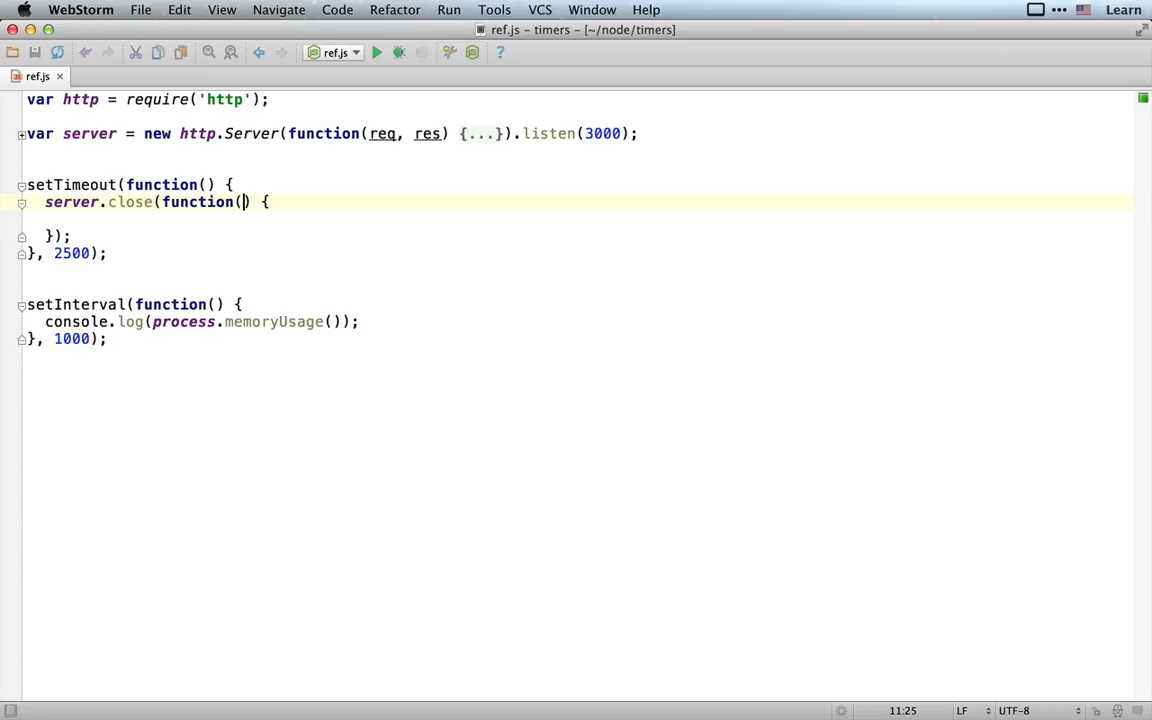 WebStorm File Edit View Navigate Code Refactor Run Tools VCS Window Help Learn
ref.js – timers – [~/node/timers]
ref.js
ref.js
var http = require('http');
var server = new http.Server(function(req, res) {...}).listen(3000);
setTimeout(function() {
server.close(function() {
});
}, 2500);
setInterval(function() {
console.log(process.memoryUsage());
}, 1000);
11:25 LF UTF-8